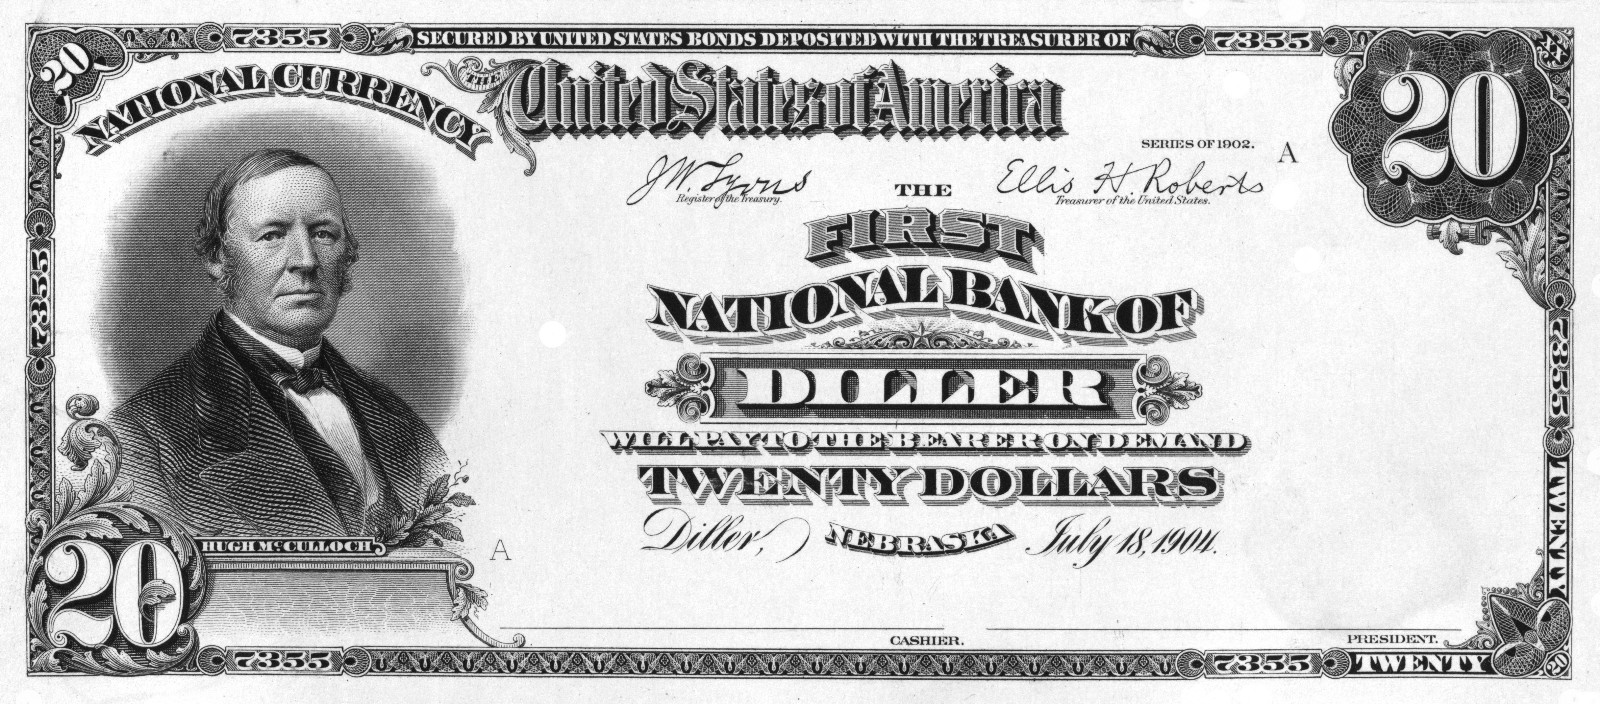 7355
SECURED BY UNITED STATES BONDS DEPOSITED WITH THE TREASURER OF
7355
20
20
NATIONAL CURRENCY
THE
United States of America
SERIES OF 1902.
A
J W. Lyons
Register of the Treasury.
THE
Ellis H. Roberts
Treasurer of the United States.
FIRST
NATIONAL BANK OF
DILLER
WILL PAY TO THE BEARER ON DEMAND
TWENTY DOLLARS
Diller, NEBRASKA July 18, 1904.
7355
7355
TWENTY
HUGH McCULLOCH
A
20
CASHIER.
PRESIDENT.
7355
7355
TWENTY
20